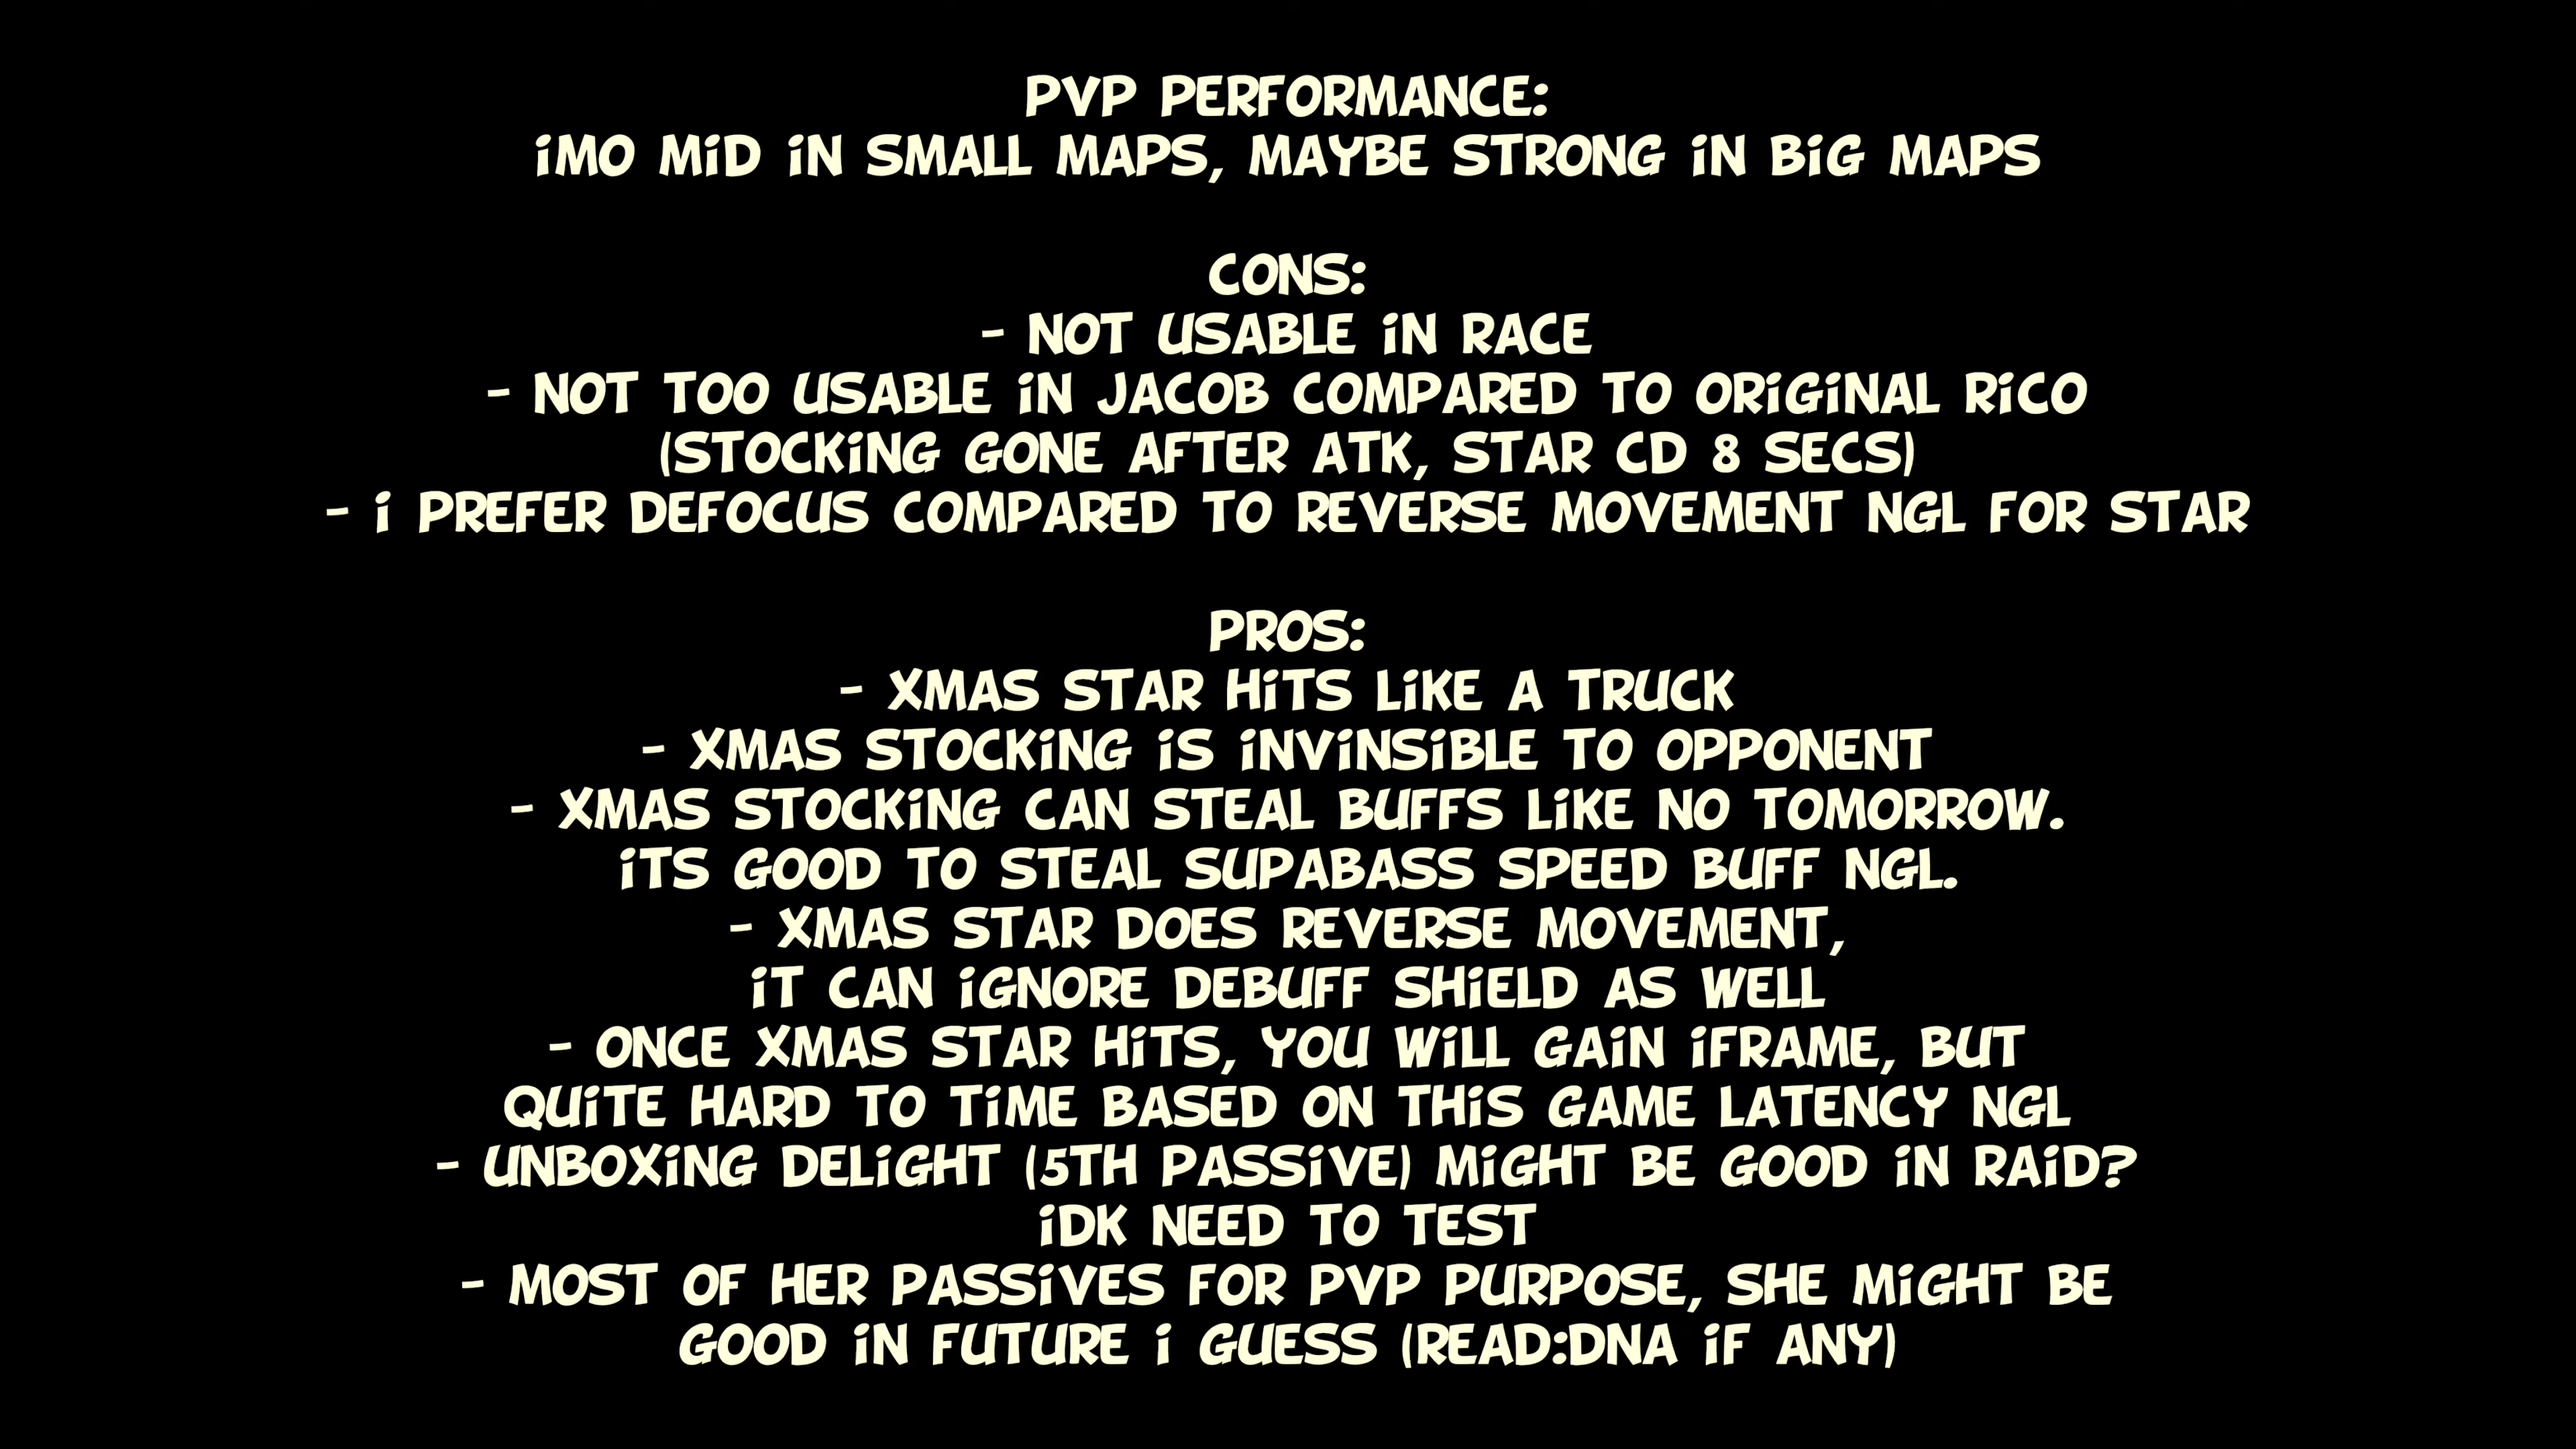 PVP PERFORMANCE:
iMO MiD iN SMALL MAPS, MAYBE STRONG iN BiG MAPS
CONS:
- NOT USABLE iN RACE
- NOT TOO USABLE iN JACOB COMPARED TO ORiGiNAL RiCO
(STOCKiNG GONE AFTER ATK, STAR CD 8 SECS)
- i PREFER DEFOCUS COMPARED TO REVERSE MOVEMENT NGL FOR STAR
PROS:
- XMAS STAR HiTS LiKE A TRUCK
- XMAS STOCKiNG iS iNViNSiBLE TO OPPONENT
- XMAS STOCKiNG CAN STEAL BUFFS LiKE NO TOMORROW.
iTS GOOD TO STEAL SUPABASS SPEED BUFF NGL.
- XMAS STAR DOES REVERSE MOVEMENT,
iT CAN iGNORE DEBUFF SHiELD AS WELL
- ONCE XMAS STAR HiTS, YOU WiLL GAiN iFRAME, BUT
QUiTE HARD TO TiME BASED ON THiS GAME LATENCY NGL
- UNBOXiNG DELiGHT (5TH PASSiVE) MiGHT BE GOOD iN RAiD?
iDK NEED TO TEST
- MOST OF HER PASSiVES FOR PVP PURPOSE, SHE MiGHT BE
GOOD iN FUTURE i GUESS (READ:DNA iF ANY)